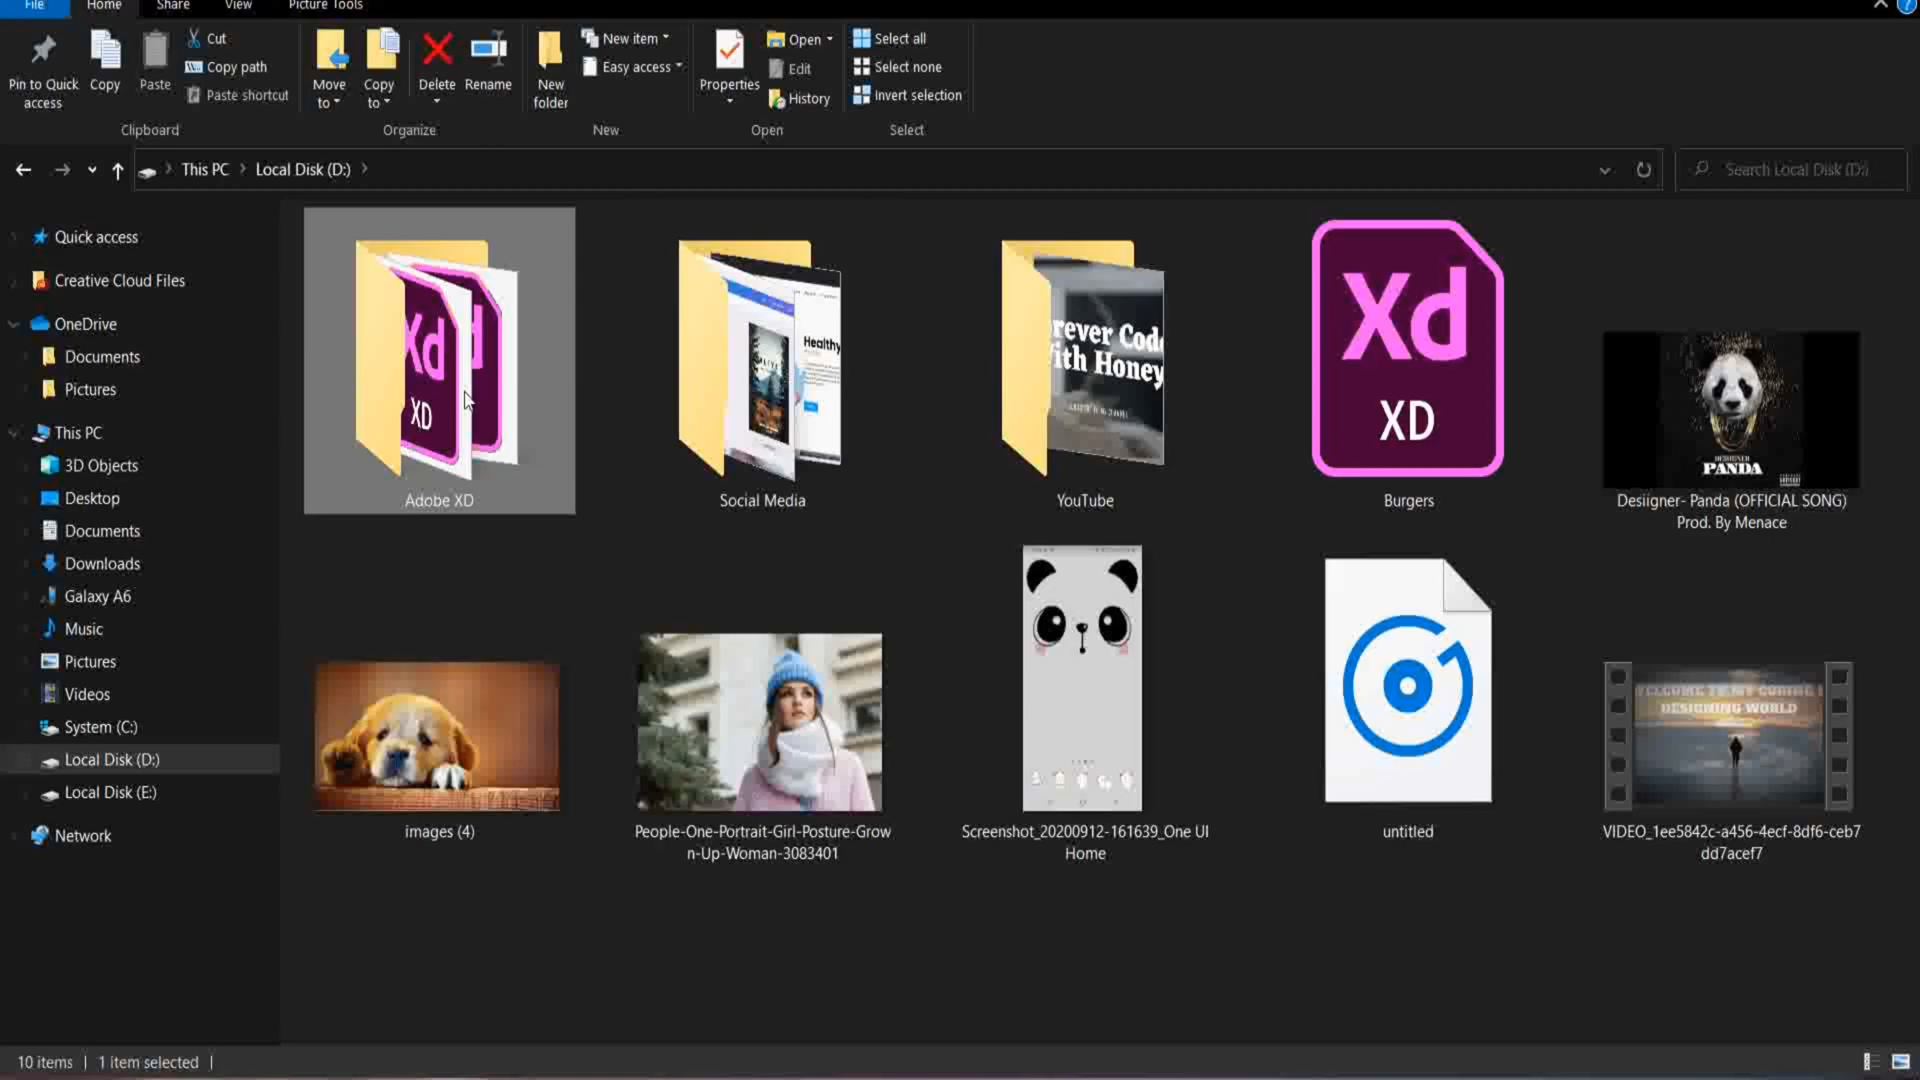 File Home Share View Picture Tools
Pin to Quick access
Copy
Paste
Cut
Copy path
Paste shortcut
Clipboard
Move to
Copy to
Delete
Rename
Organize
New folder
New item
Easy access
New
Properties
Open
Edit
History
Open
Select all
Select none
Invert selection
Select
This PC Local Disk (D:)
Search Local Disk (D:)
Quick access
Creative Cloud Files
OneDrive
Documents
Pictures
This PC
3D Objects
Desktop
Documents
Downloads
Galaxy A6
Music
Pictures
Videos
System (C:)
Local Disk (D:)
Local Disk (E:)
Network
Xd
XD
Adobe XD
Healthy
Social Media
rever Cod
ith Honey
YouTube
Xd
XD
Burgers
DESIIGNER
PANDA
Desiigner- Panda (OFFICIAL SONG)
Prod. By Menace
images (4)
People-One-Portrait-Girl-Posture-Grow
n-Up-Woman-3083401
Screenshot_20200912-161639_One UI
Home
untitled
WELCOME TO MY CODING
DESIGNING WORLD
VIDEO_1ee5842c-a456-4ecf-8df6-ceb7
dd7acef7
10 items 1 item selected